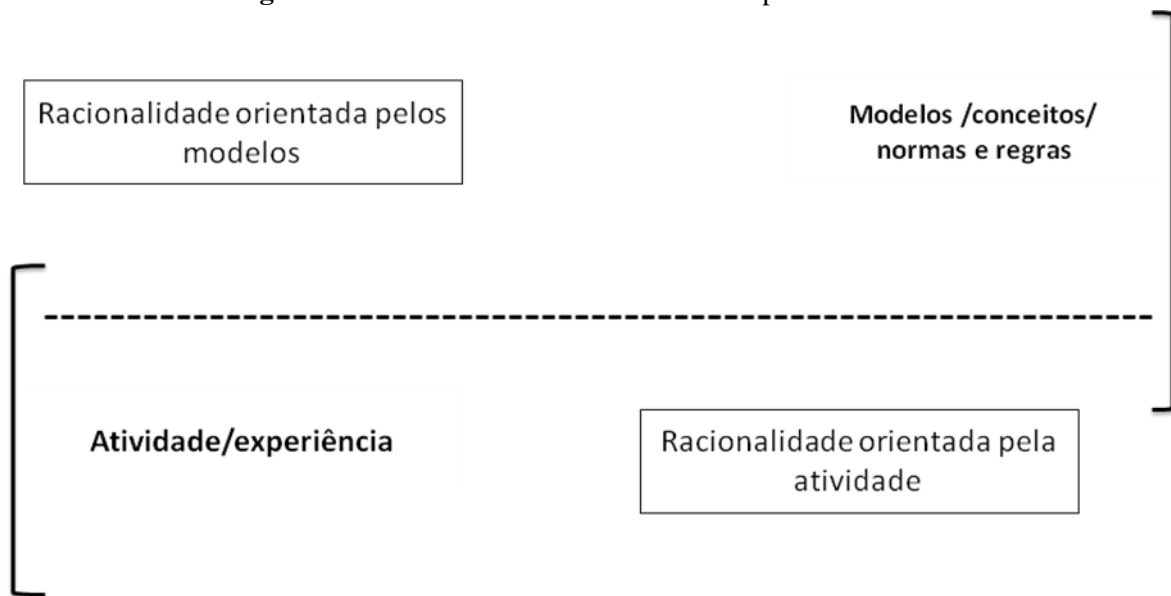 Racionalidade orientada pelos
modelos
Modelos /conceitos/
normas e regras
Atividade/experiência
Racionalidade orientada pela
atividade